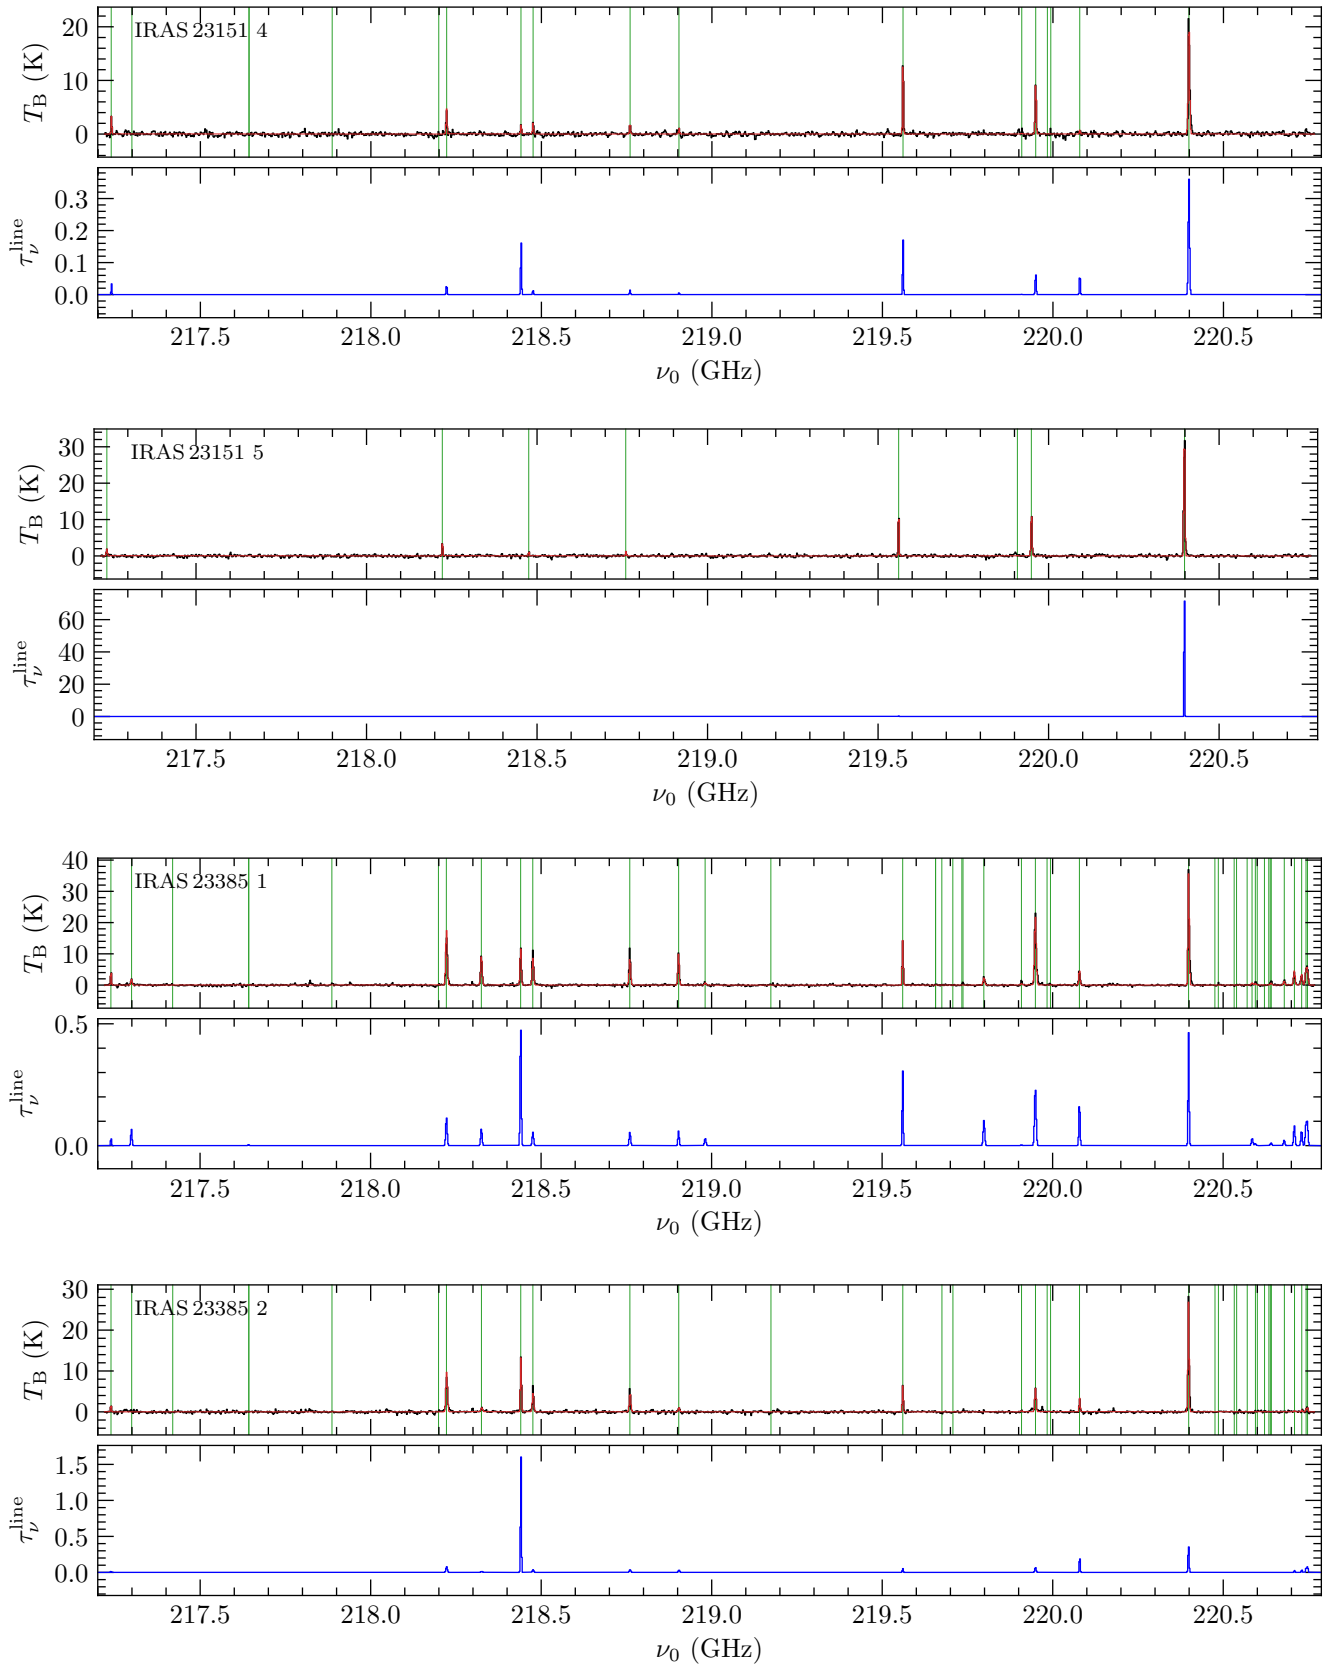 IRAS 23151 4
T_B (K)
20
10
0
τ_ν^line
0.3
0.2
0.1
0.0
217.5 218.0 218.5 219.0 219.5 220.0 220.5
ν_0 (GHz)
IRAS 23151 5
T_B (K)
30
20
10
0
τ_ν^line
60
40
20
0
217.5 218.0 218.5 219.0 219.5 220.0 220.5
ν_0 (GHz)
IRAS 23385 1
T_B (K)
40
30
20
10
0
τ_ν^line
0.5
0.0
217.5 218.0 218.5 219.0 219.5 220.0 220.5
ν_0 (GHz)
IRAS 23385 2
T_B (K)
30
20
10
0
τ_ν^line
1.5
1.0
0.5
0.0
217.5 218.0 218.5 219.0 219.5 220.0 220.5
ν_0 (GHz)